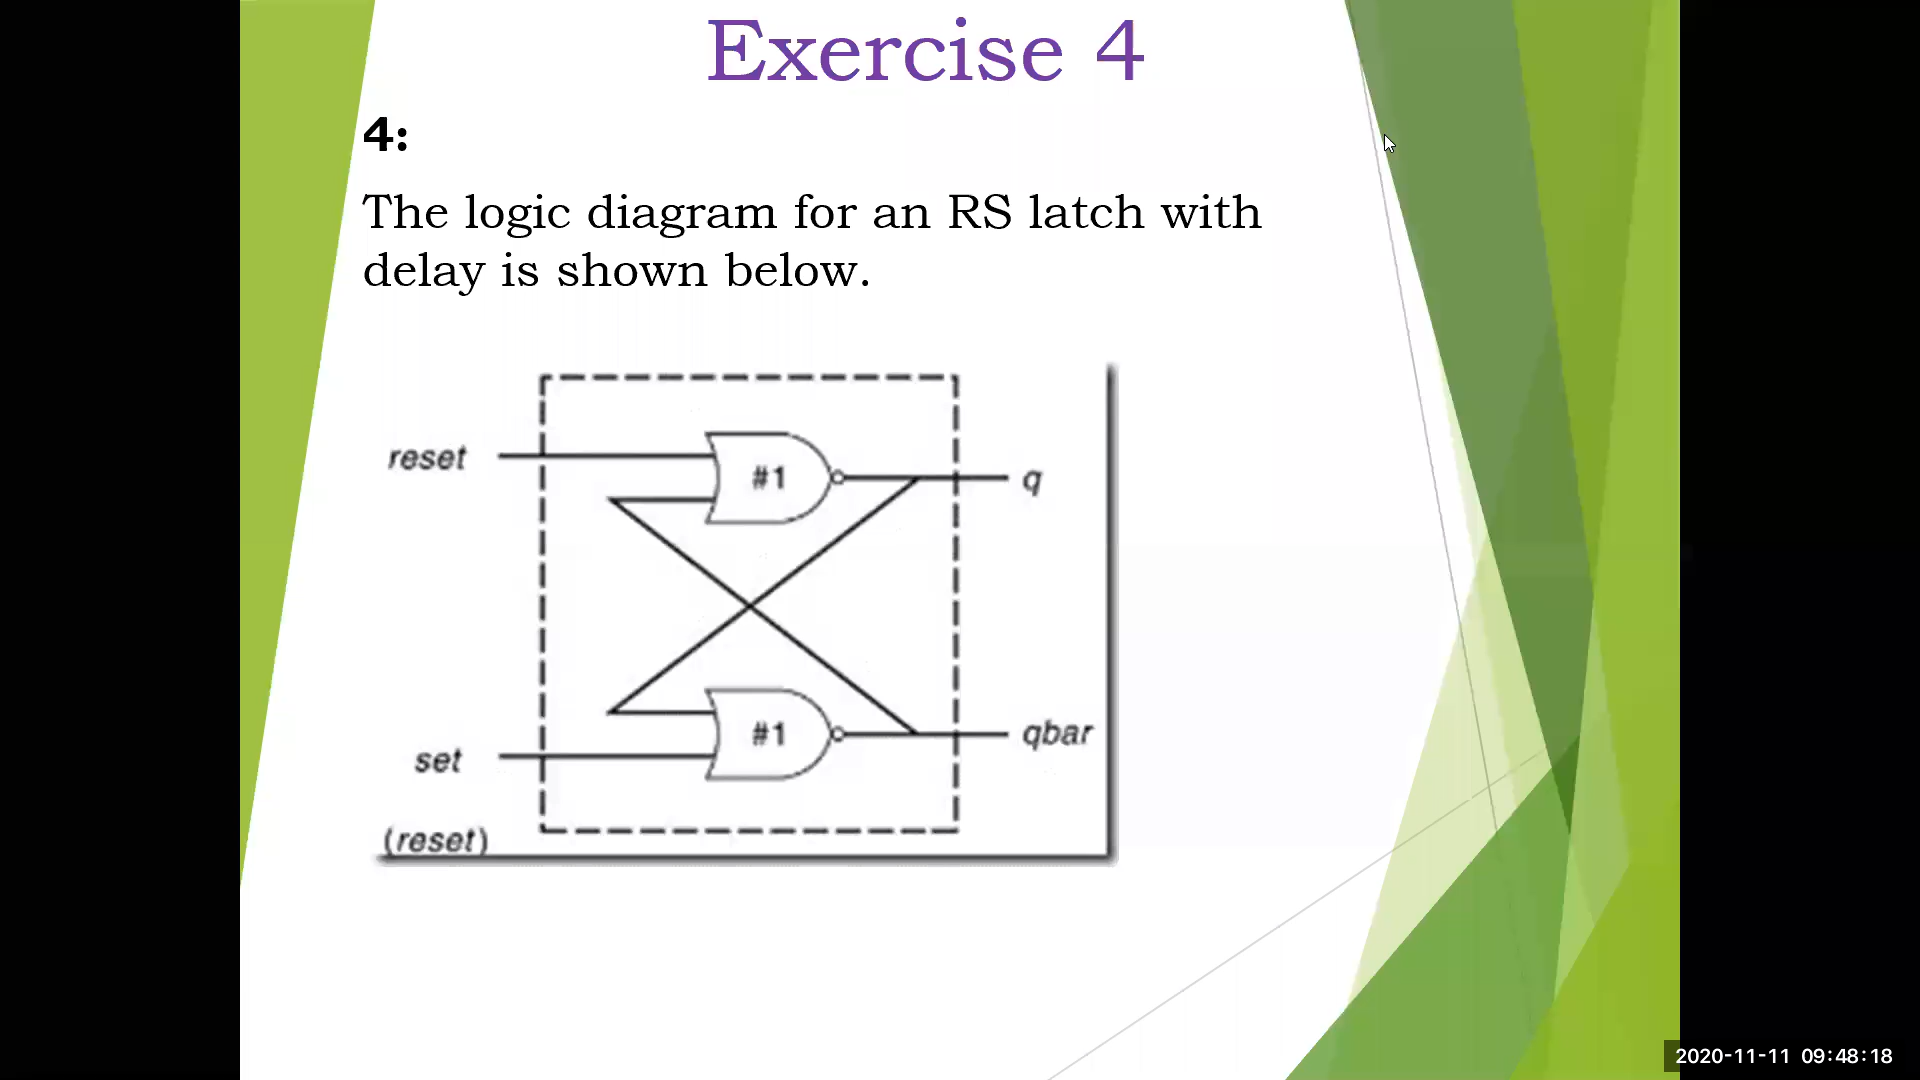 Exercise 4
4:
The logic diagram for an RS latch with
delay is shown below.
reset
#1
q
#1
qbar
set
(reset)
2020-11-11 09:48:18